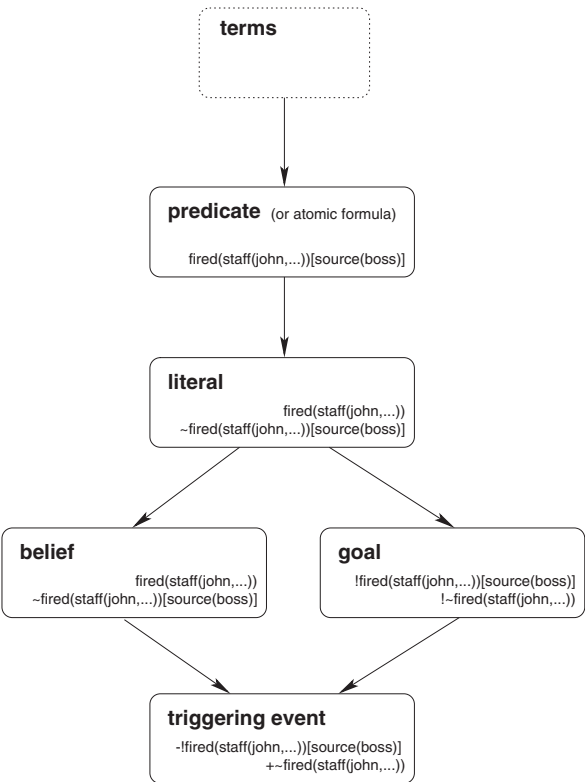 terms
predicate (or atomic formula)
fired(staff(john,...))[source(boss)]
literal
fired(staff(john,...))
~fired(staff(john,...))[source(boss)]
belief
fired(staff(john,...))
~fired(staff(john,...))[source(boss)]
goal
!fired(staff(john,...))[source(boss)]
!~fired(staff(john,...))
triggering event
-!fired(staff(john,...))[source(boss)]
+~fired(staff(john,...))